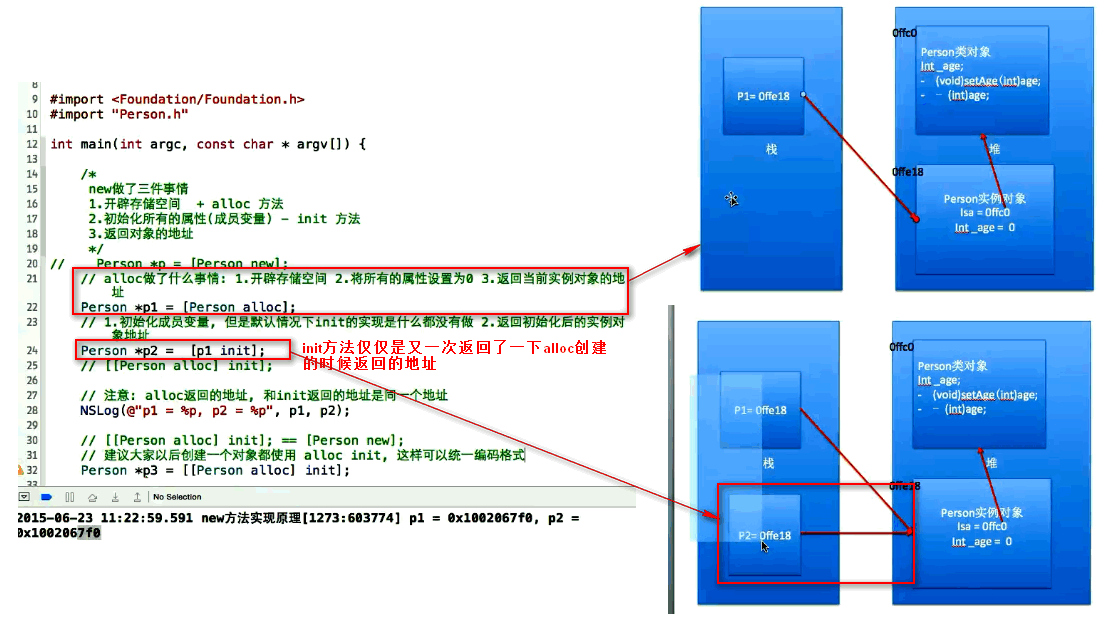 8
9 #import <Foundation/Foundation.h>
10 #import "Person.h"
11
12 int main(int argc, const char * argv[]) {
13
14 /*
15 new做了三件事情
16 1.开辟存储空间 + alloc 方法
17 2.初始化所有的属性(成员变量) - init 方法
18 3.返回对象的地址
19 */
20 // Person *p = [Person new];
21 // alloc做了什么事情: 1.开辟存储空间 2.将所有的属性设置为0 3.返回当前实例对象的地
址
22 Person *p1 = [Person alloc];
23 // 1.初始化成员变量, 但是默认情况下init的实现是什么都没有做 2.返回初始化后的实例对
象地址
24 Person *p2 = [p1 init];
25 // [[Person alloc] init];
26
27 // 注意: alloc返回的地址, 和init返回的地址是同一个地址
28 NSLog(@"p1 = %p, p2 = %p", p1, p2);
29
30 // [[Person alloc] init]; == [Person new];
31 // 建议大家以后创建一个对象都使用 alloc init, 这样可以统一编码格式
32 Person *p3 = [[Person alloc] init];
33
init方法仅仅是又一次返回了一下alloc创建
的时候返回的地址
No Selection
2015-06-23 11:22:59.591 new方法实现原理[1273:603774] p1 = 0x1002067f0, p2 =
0x1002067f0
P1= 0ffe18
栈
0ffc0
Person类对象
Int _age;
- (void)setAge(int)age;
- – (int)age;
堆
0ffe18
Person实例对象
Isa = 0ffc0
Int _age = 0
P1= 0ffe18
栈
P2= 0ffe18
0ffc0
Person类对象
Int _age;
- (void)setAge(int)age;
- – (int)age;
堆
0ffe18
Person实例对象
Isa = 0ffc0
Int _age = 0